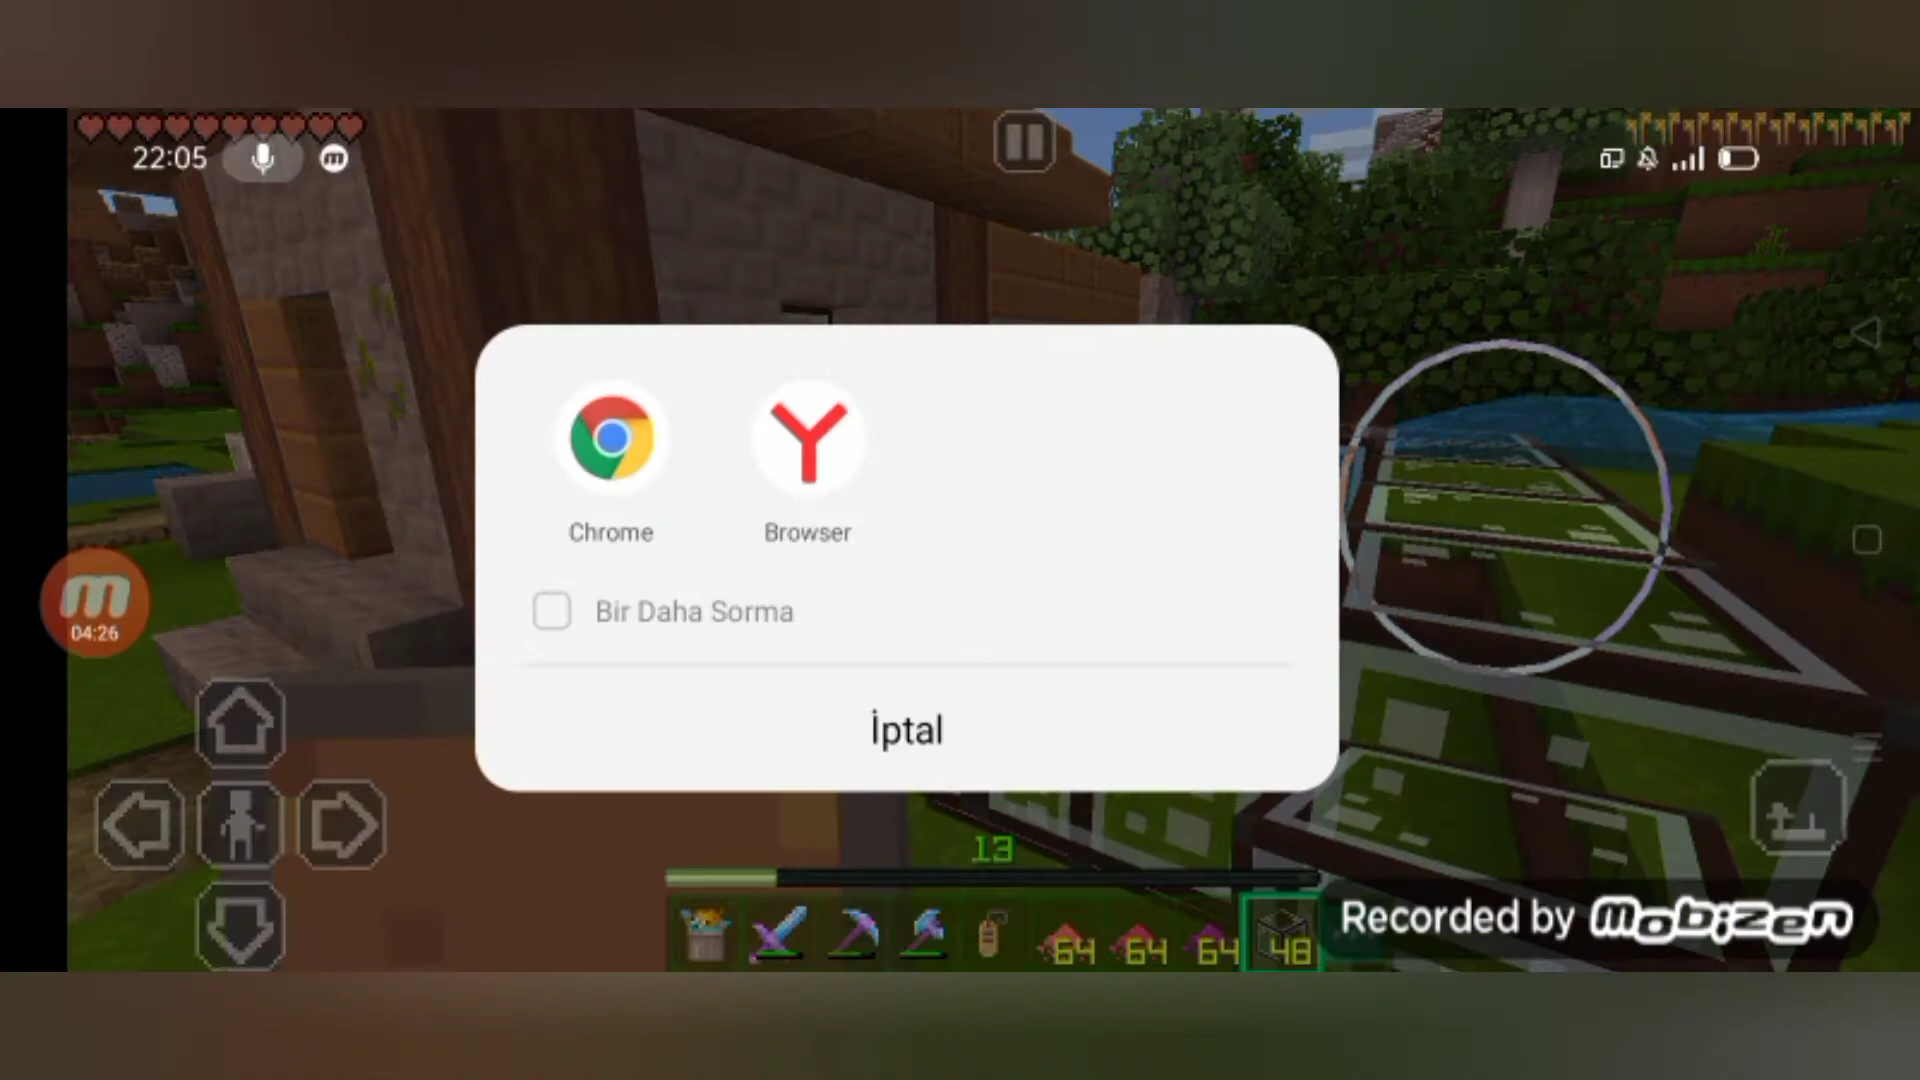 22:05
Chrome
Browser
Bir Daha Sorma
04:26
İptal
13
64
64
64
48
Recorded by Mobizen